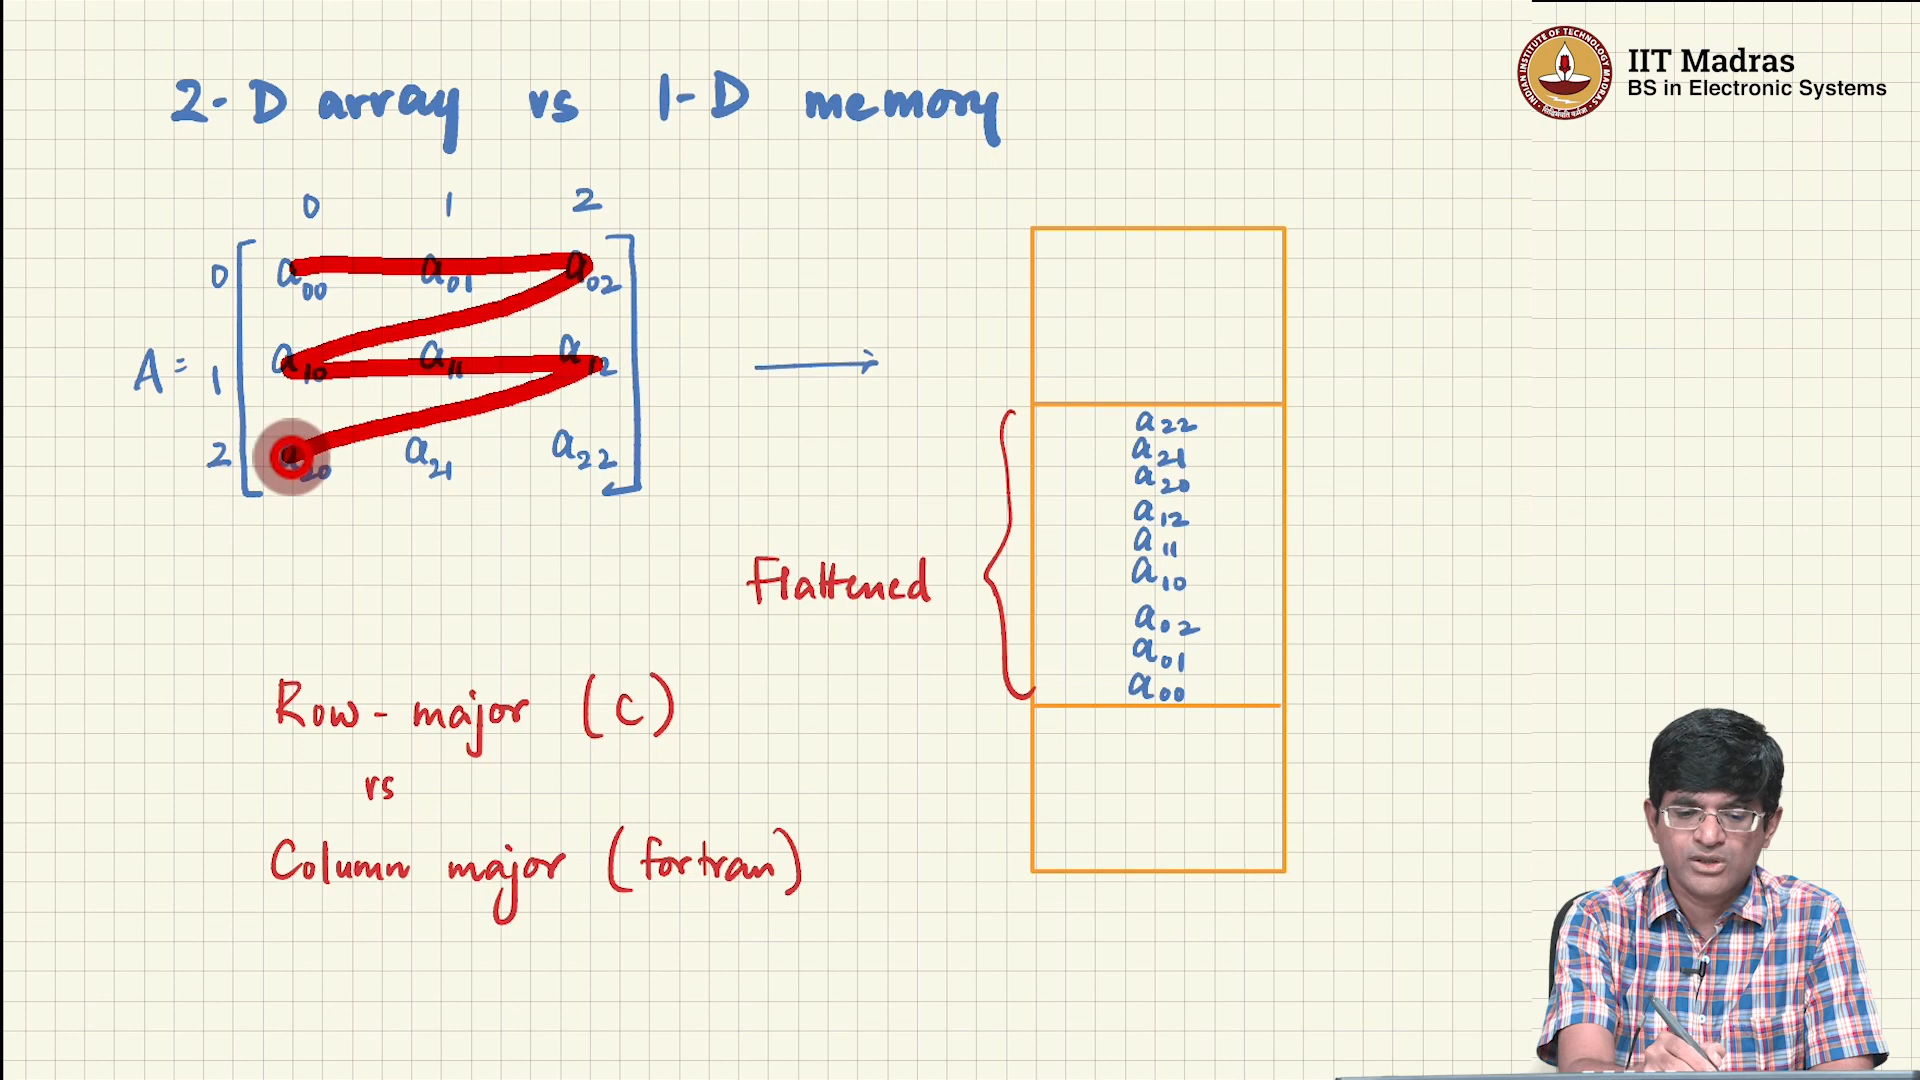 2-D array vs 1-D memory
IIT Madras
BS in Electronic Systems
0 1 2
0 a00 a01 a02
A = 1 a10 a11 a12
2 a20 a21 a22
a22
a21
a20
a12
a11
a10
a02
a01
a00
Flattened
Row-major (C)
vs
Column major (fortran)